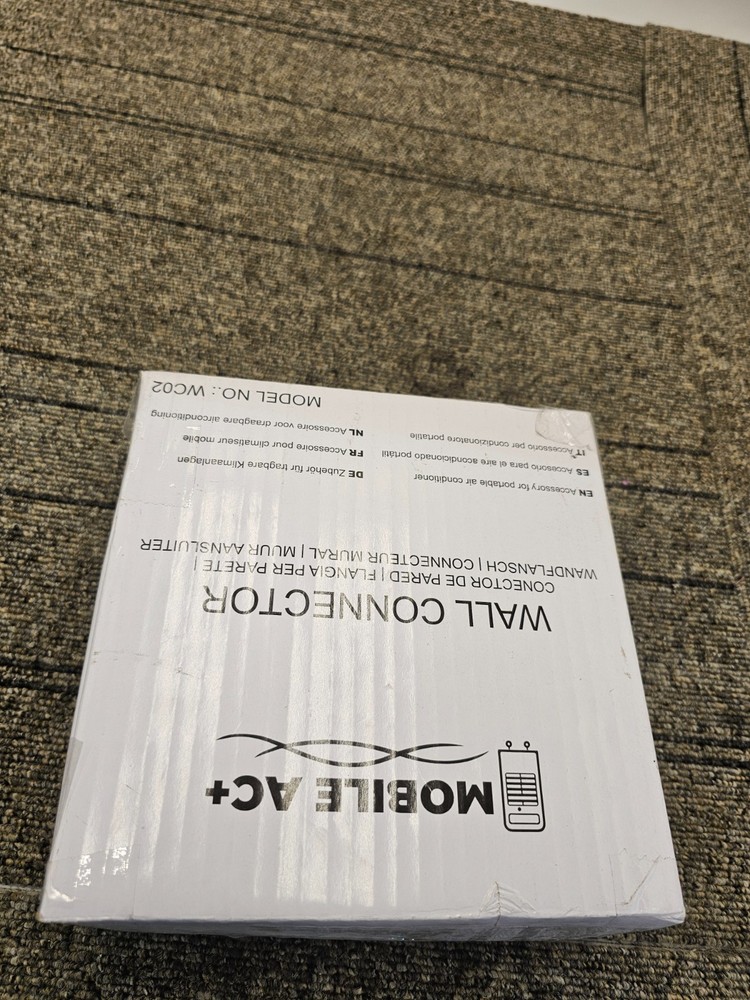 MOBILE AC+
WALL CONNECTOR
CONECTOR DE PARED | FLANGIA PER PARETE |
WANDFLANSCH | CONNECTEUR MURAL | MUUR AANSLUITER
EN Accessory for portable air conditioner
ES Accesorio para el aire acondicionado portátil
IT Accessorio per condizionatore portatile
DE Zubehör für tragbare Klimaanlagen
FR Accessoire pour climatiseur mobile
NL Accessoire voor draagbare airconditioning
MODEL NO.: WC02